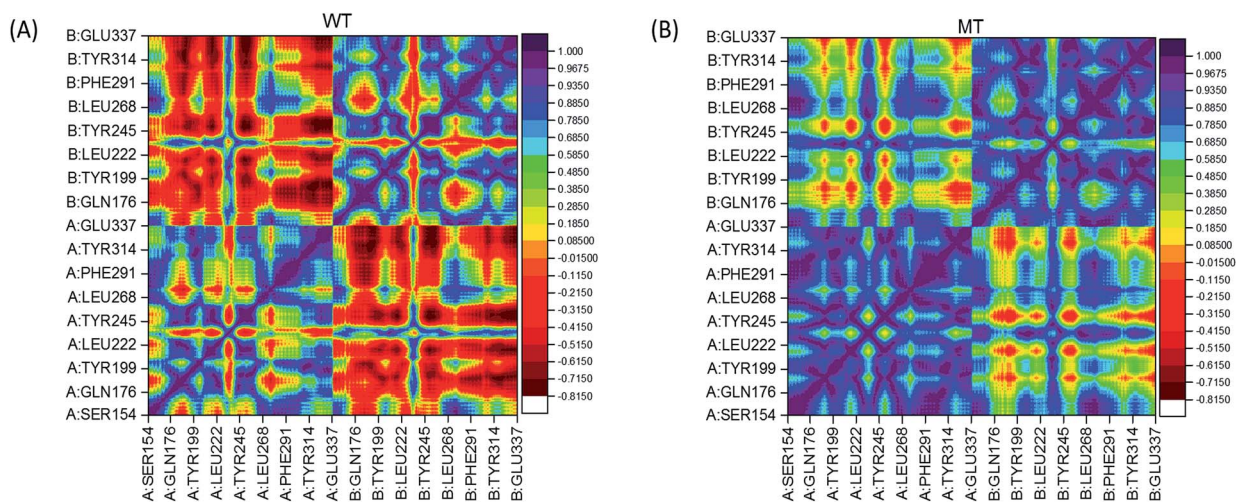 (A)
WT
B:GLU337
B:TYR314
B:PHE291
B:LEU268
B:TYR245
B:LEU222
B:TYR199
B:GLN176
A:GLU337
A:TYR314
A:PHE291
A:LEU268
A:TYR245
A:LEU222
A:TYR199
A:GLN176
A:SER154
A:SER154
A:GLN176
A:TYR199
A:LEU222
A:TYR245
A:LEU268
A:PHE291
A:TYR314
A:GLU337
B:GLN176
B:TYR199
B:LEU222
B:TYR245
B:LEU268
B:PHE291
B:TYR314
B:GLU337
1.000
0.9675
0.9350
0.8850
0.7850
0.6850
0.5850
0.4850
0.3850
0.2850
0.1850
0.08500
-0.01500
-0.1150
-0.2150
-0.3150
-0.4150
-0.5150
-0.6150
-0.7150
-0.8150
(B)
MT
B:GLU337
B:TYR314
B:PHE291
B:LEU268
B:TYR245
B:LEU222
B:TYR199
B:GLN176
A:GLU337
A:TYR314
A:PHE291
A:LEU268
A:TYR245
A:LEU222
A:TYR199
A:GLN176
A:SER154
A:SER154
A:GLN176
A:TYR199
A:LEU222
A:TYR245
A:LEU268
A:PHE291
A:TYR314
A:GLU337
B:GLN176
B:TYR199
B:LEU222
B:TYR245
B:LEU268
B:PHE291
B:TYR314
B:GLU337
1.000
0.9675
0.9350
0.8850
0.7850
0.6850
0.5850
0.4850
0.3850
0.2850
0.1850
0.08500
-0.01500
-0.1150
-0.2150
-0.3150
-0.4150
-0.5150
-0.6150
-0.7150
-0.8150